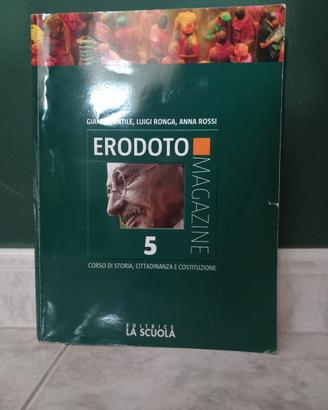 LUIGI RONGA, ANNA ROSSI
ERODOTO
MAGAZINE
5
CORSO DI STORIA, CITTADINANZA E COSTITUZIONE
EDITRICE
LA SCUOLA